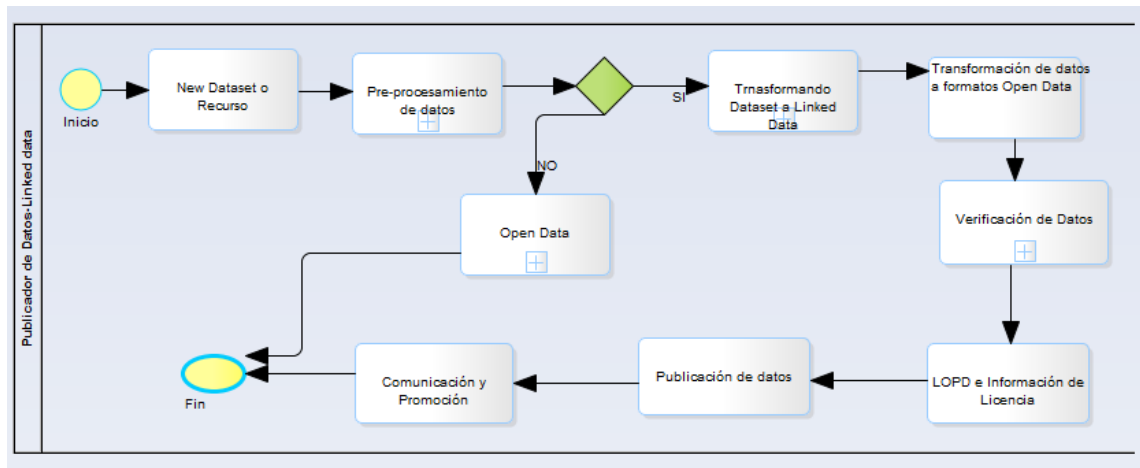 Publicador de Datos-Linked data
Inicio
New Dataset o
Recurso
Pre-procesamiento
de datos
SI
NO
Trnasformando
Dataset a Linked
Data
Transformación de datos
a formatos Open Data
Open Data
Verificación de Datos
Fin
Comunicación y
Promoción
Publicación de datos
LOPD e Información de
Licencia